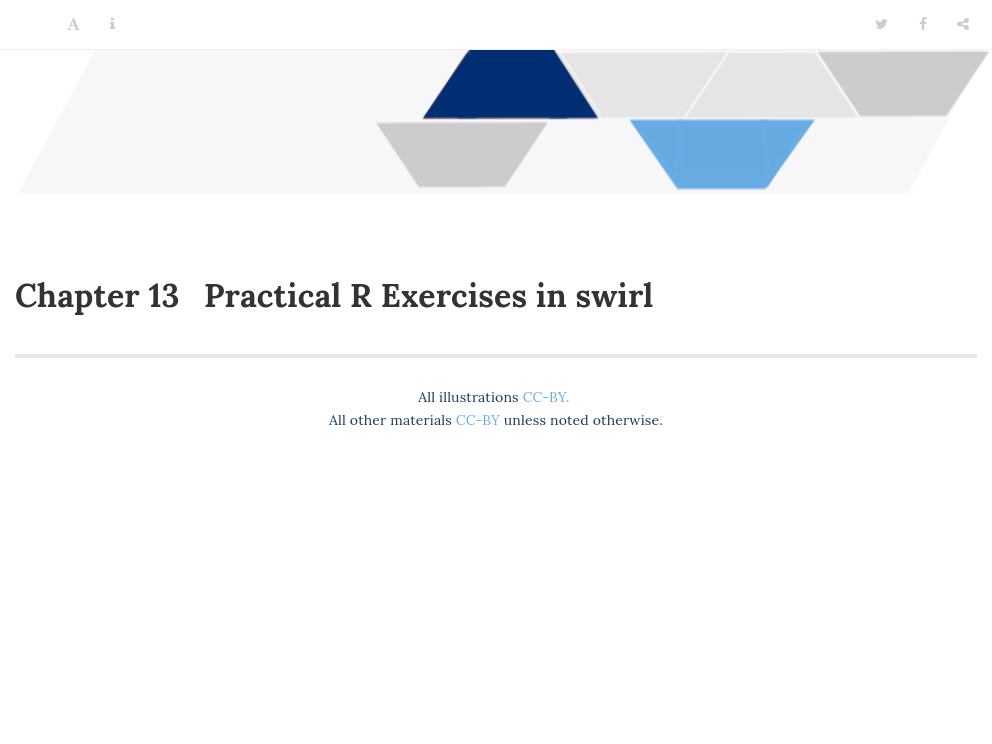 Chapter 13 Practical R Exercises in swirl
All illustrations CC-BY.
All other materials CC-BY unless noted otherwise.